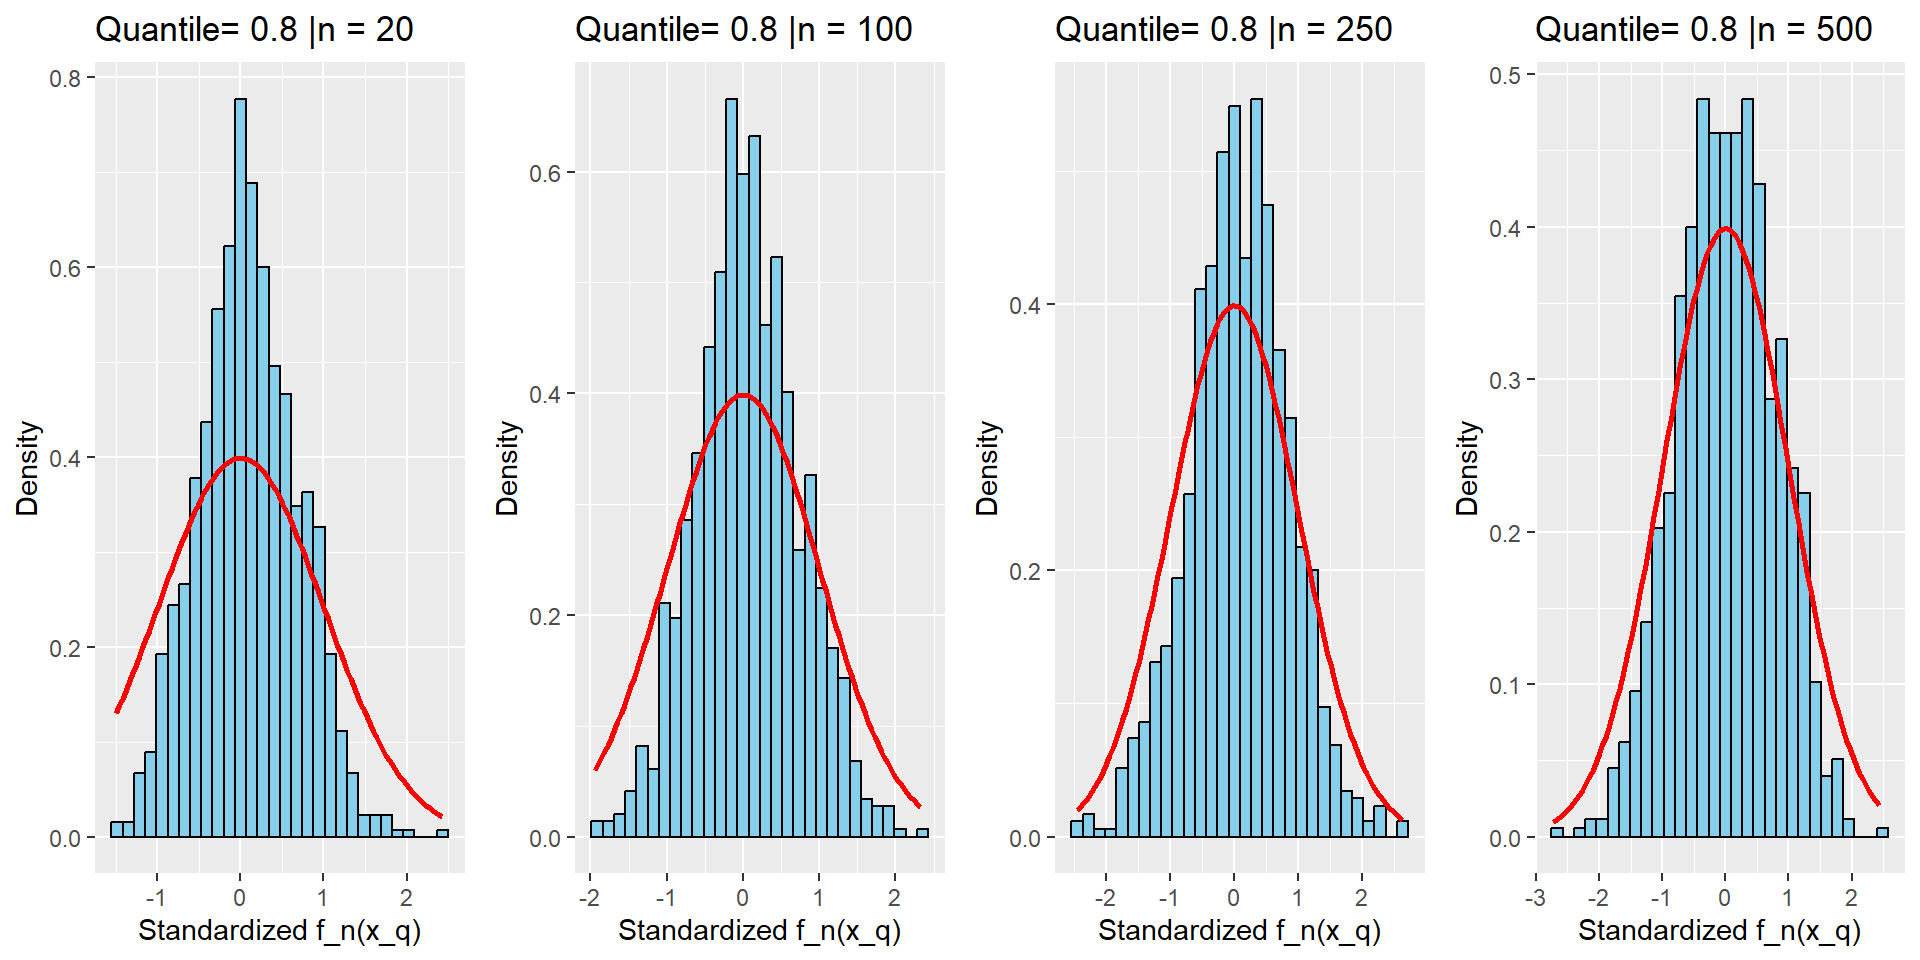 Quantile= 0.8 |n = 20
Density
0.8
0.6
0.4
0.2
0.0
-1 0 1 2
Standardized f_n(x_q)
Quantile= 0.8 |n = 100
Density
0.6
0.4
0.2
0.0
-2 -1 0 1 2
Standardized f_n(x_q)
Quantile= 0.8 |n = 250
Density
0.4
0.2
0.0
-2 -1 0 1 2
Standardized f_n(x_q)
Quantile= 0.8 |n = 500
Density
0.5
0.4
0.3
0.2
0.1
0.0
-3 -2 -1 0 1 2
Standardized f_n(x_q)